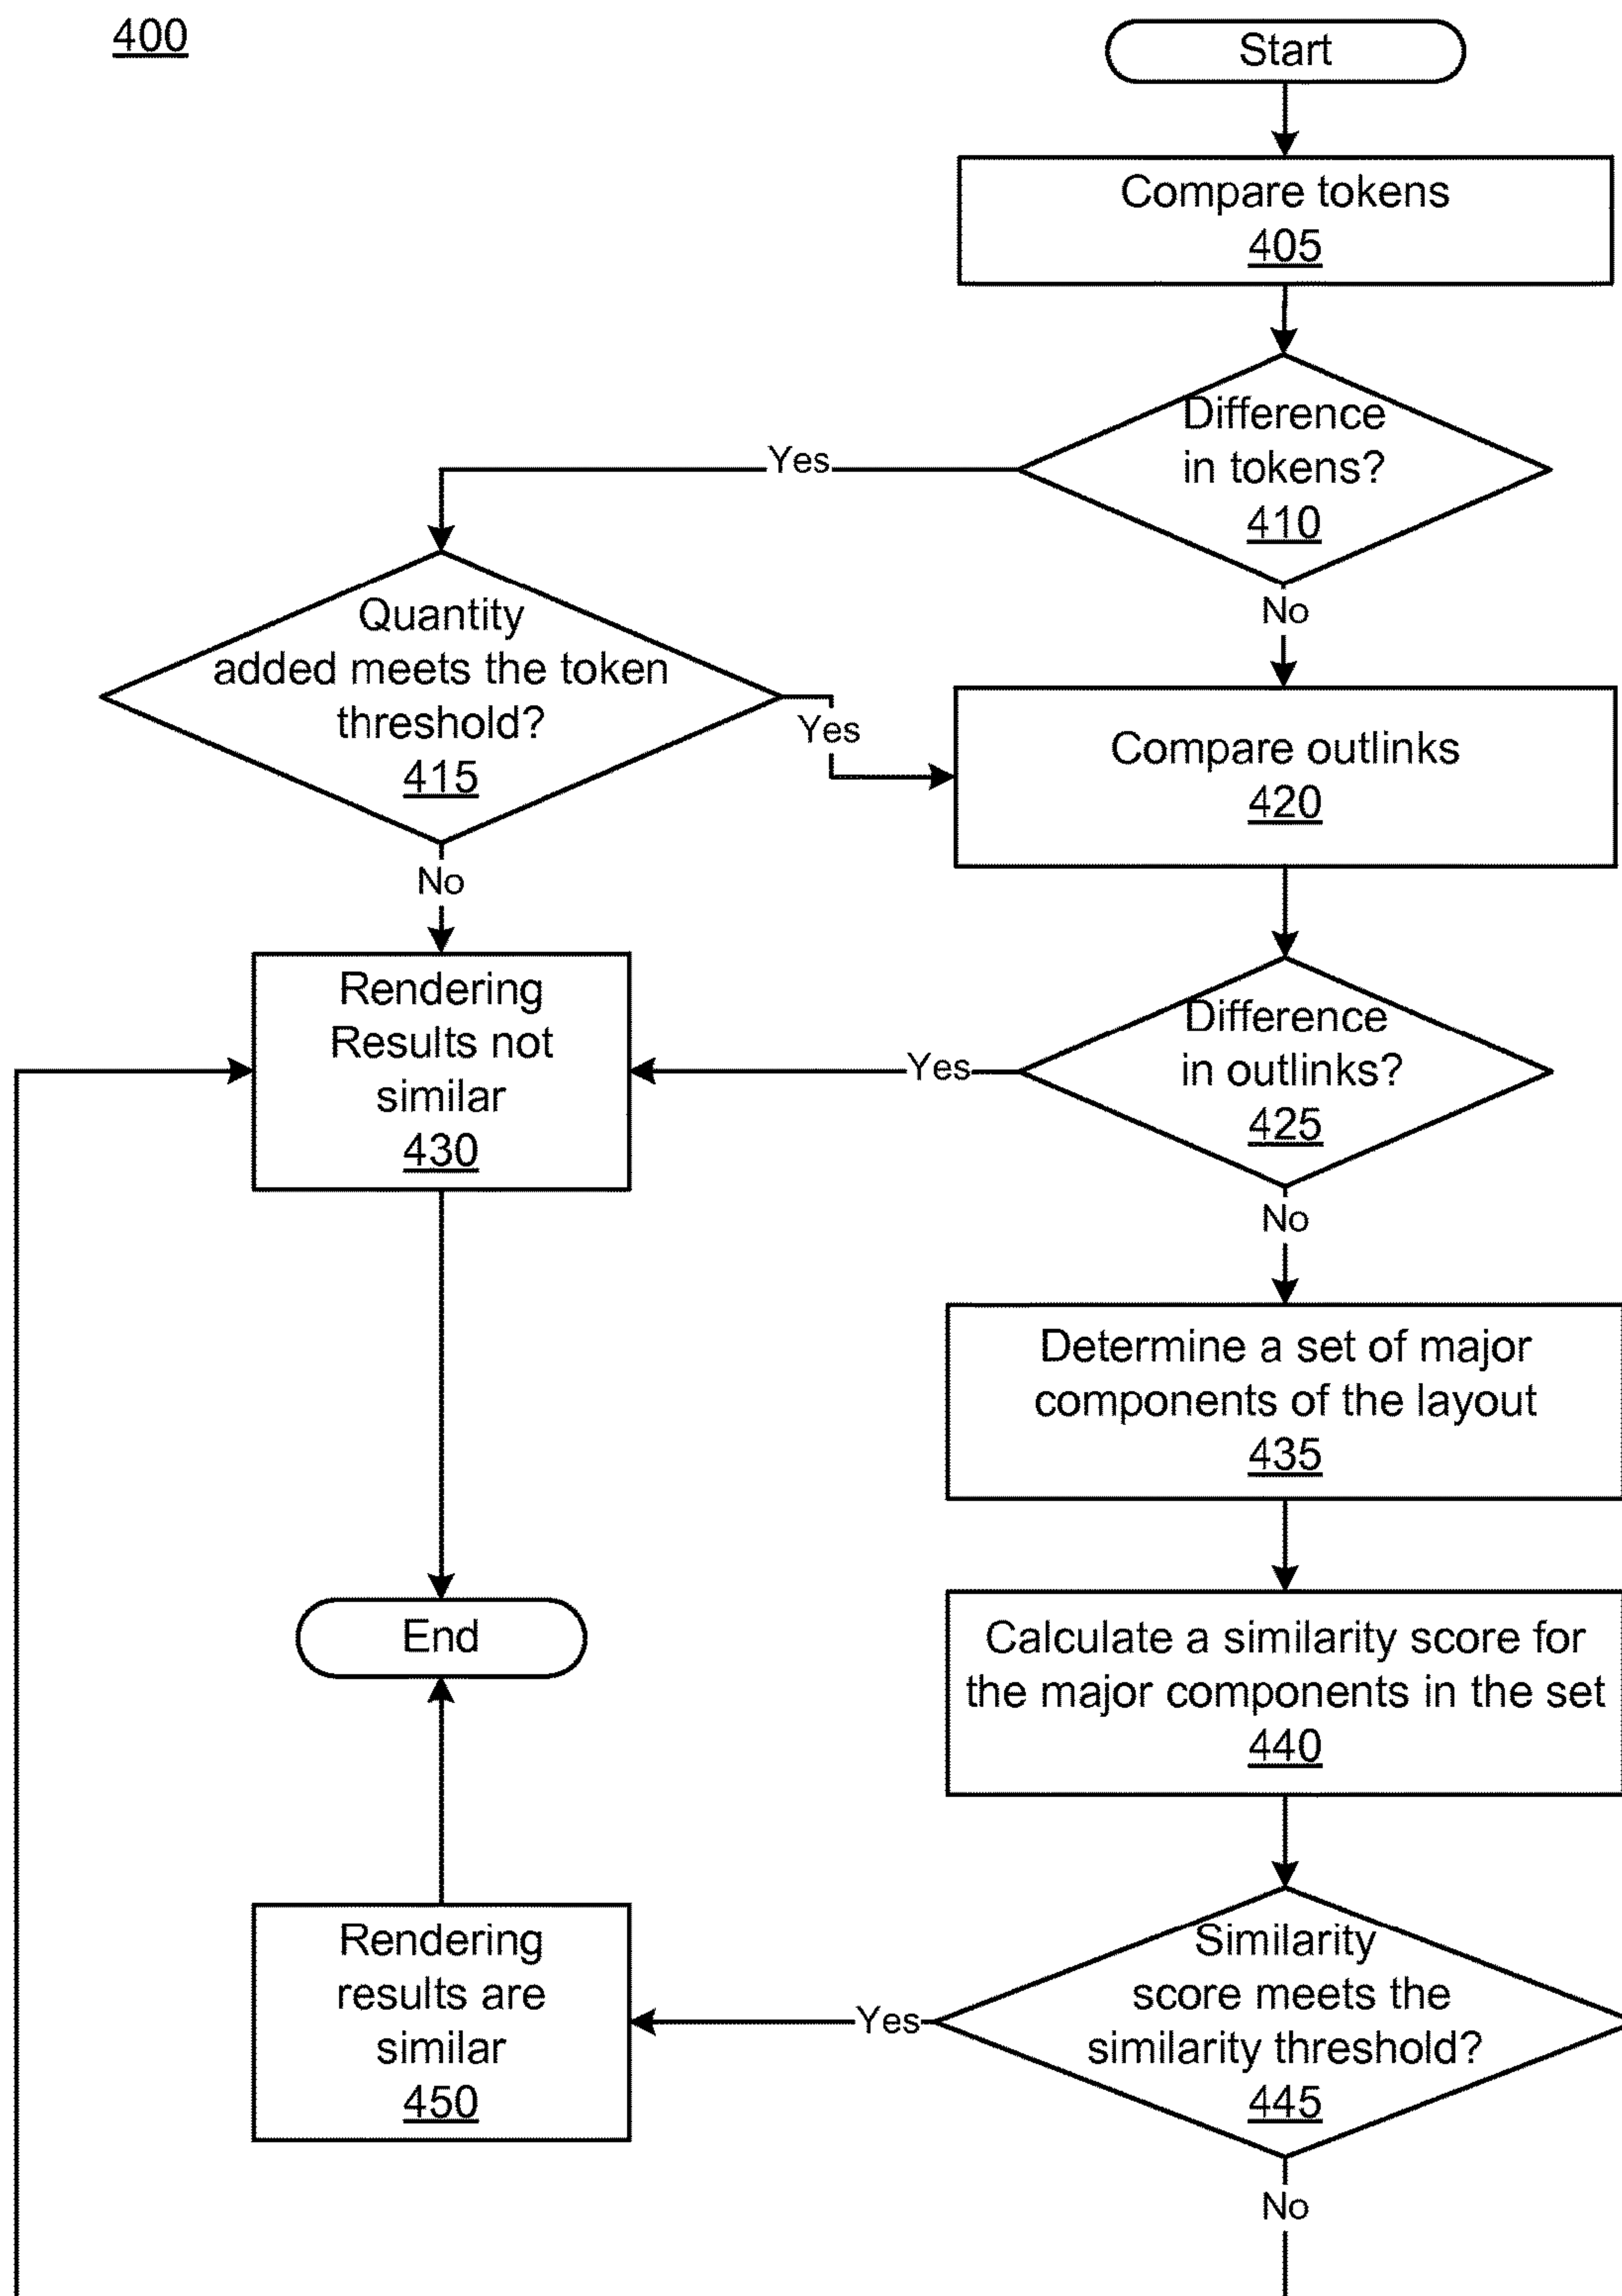 400
Start
Compare tokens
405
Difference
in tokens?
410
Yes
No
Quantity
added meets the token
threshold?
415
Yes
No
Compare outlinks
420
Rendering
Results not
similar
430
Yes
Difference
in outlinks?
425
No
Determine a set of major
components of the layout
435
End
Calculate a similarity score for
the major components in the set
440
Rendering
results are
similar
450
Yes
Similarity
score meets the
similarity threshold?
445
No